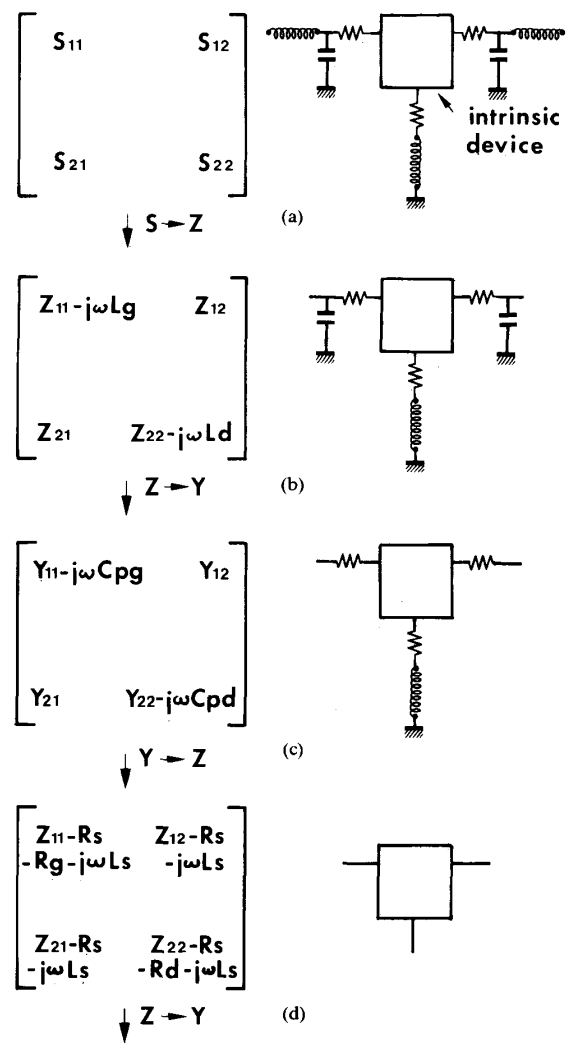 S11 S12
intrinsic
device
S21 S22
S → Z (a)
Z11-jωLg Z12
Z21 Z22-jωLd
Z → Y (b)
Y11-jωCpg Y12
Y21 Y22-jωCpd
Y → Z (c)
Z11-Rs Z12-Rs
-Rg-jωLs -jωLs
Z21-Rs Z22-Rs
-jωLs -Rd-jωLs
Z → Y (d)